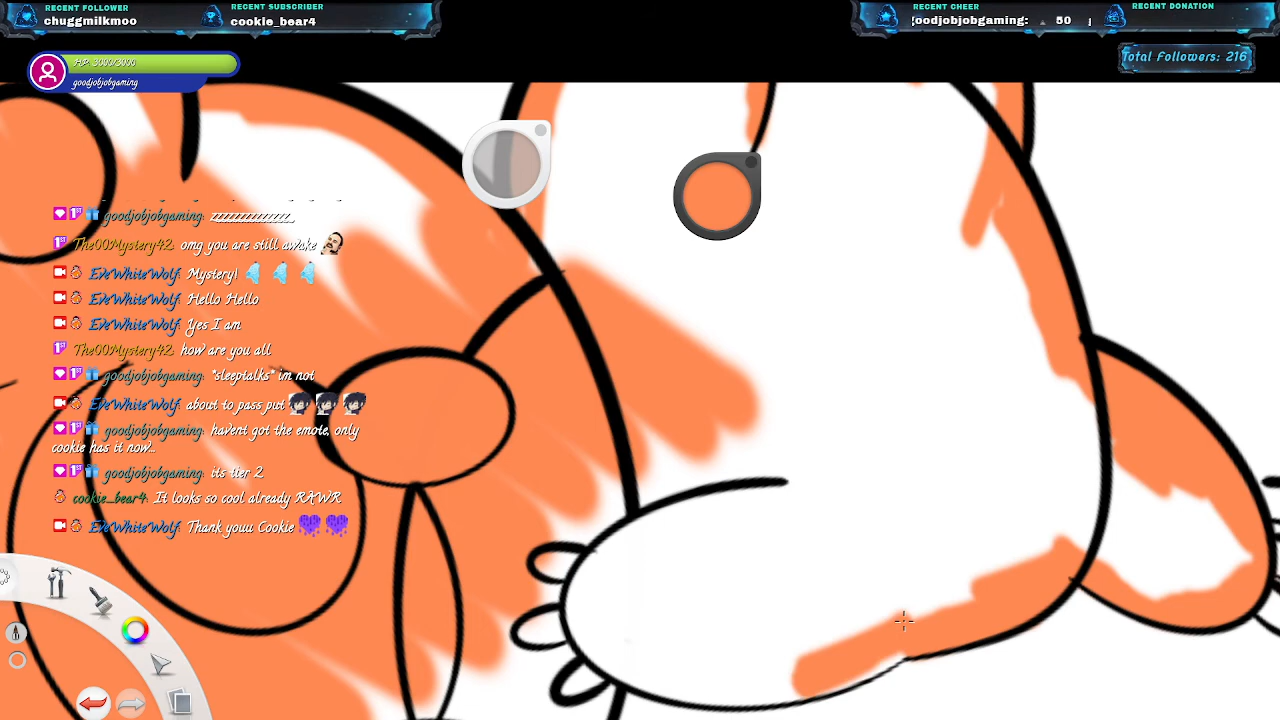 RECENT FOLLOWER
chuggmilkmoo
RECENT SUBSCRIBER
cookie_bear4
RECENT CHEER
goodjobjobgaming: 50
RECENT DONATION
Total Followers: 216
HP: 3000/3000
goodjobjobgaming
goodjobjobgaming: zzzzzzzzzzzzz..
The00Mystery42: omg you are still awake
EveWhiteWolf: Mystery!
EveWhiteWolf: Hello Hello
EveWhiteWolf: Yes I am
The00Mystery42: how are you all
goodjobjobgaming: *sleeptalks* im not
EveWhiteWolf: about to pass put
goodjobjobgaming: havent got the emote, only
cookie has it now..
goodjobjobgaming: its tier 2
cookie_bear4: It looks so cool already RAWR
EveWhiteWolf: Thank youu Cookie